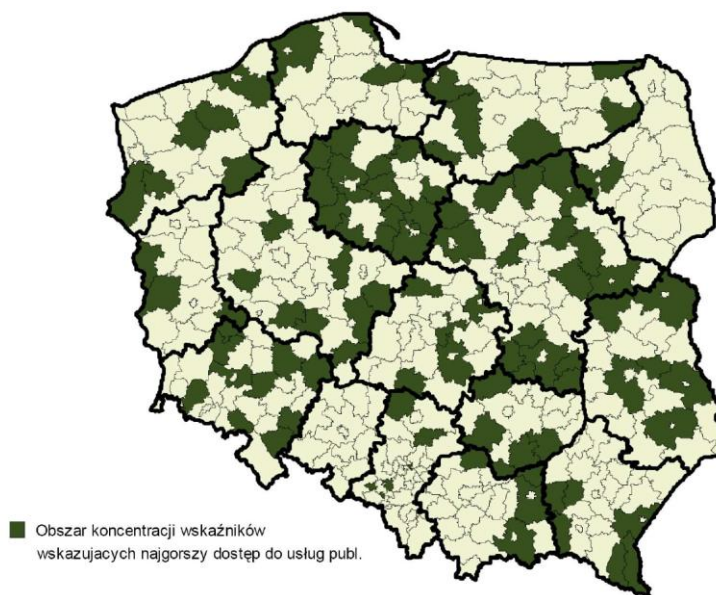 Obszar koncentracji wskaźników
wskazujacych najgorszy dostęp do usług publ.